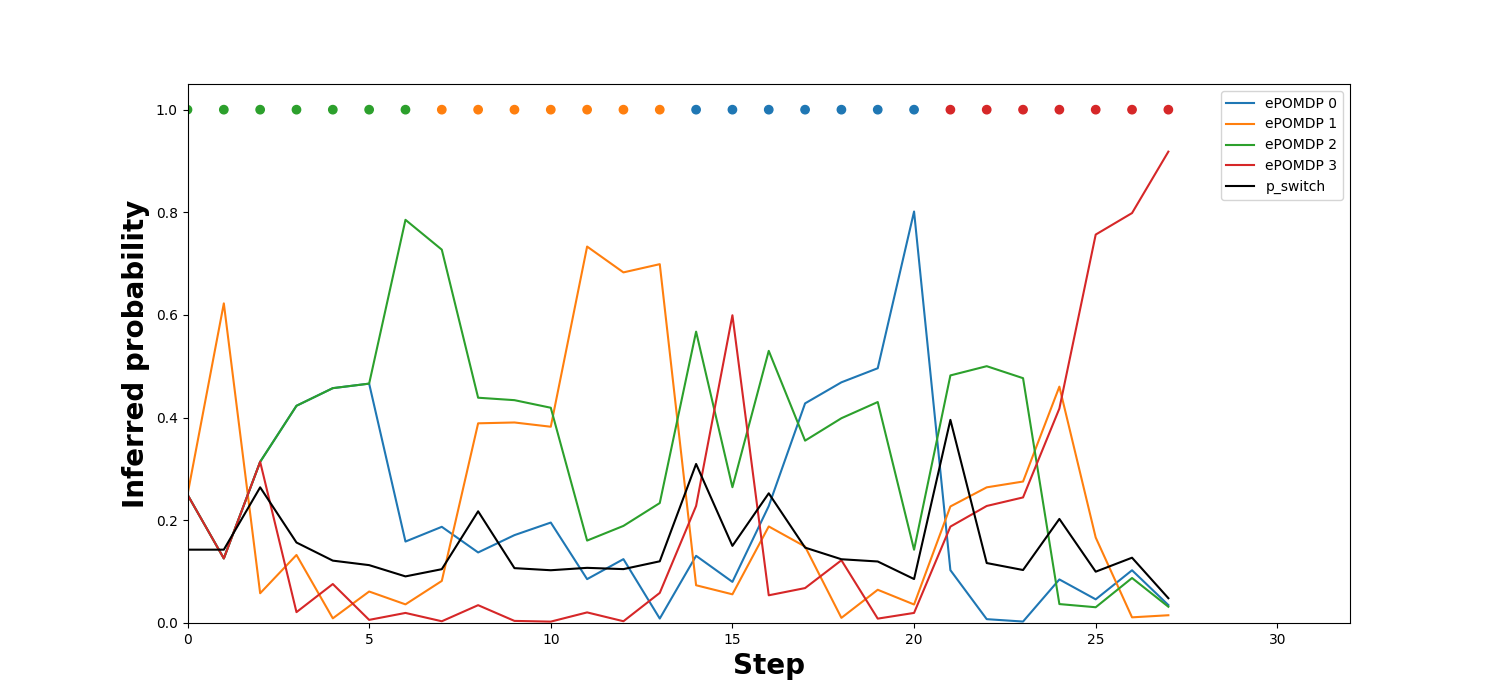 1.0
0.8
0.6
0.4
0.2
0.0
Inferred probability
ePOMDP 0
ePOMDP 1
ePOMDP 2
ePOMDP 3
p_switch
0 5 10 15 20 25 30
Step